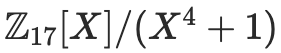 ℤ₁₇[X]/(X⁴ + 1)